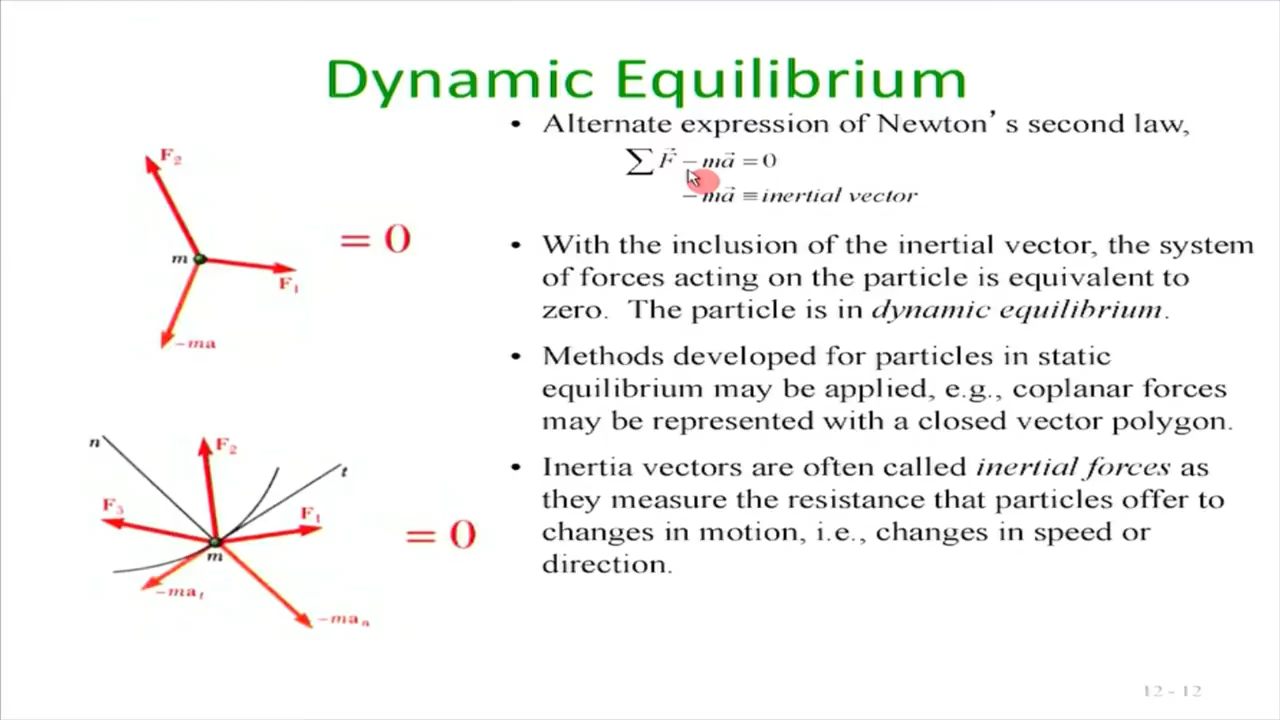 Dynamic Equilibrium
• Alternate expression of Newton's second law,
∑ F⃗ − ma⃗ = 0
− ma⃗ ≡ inertial vector
• With the inclusion of the inertial vector, the system
of forces acting on the particle is equivalent to
zero. The particle is in dynamic equilibrium.
• Methods developed for particles in static
equilibrium may be applied, e.g., coplanar forces
may be represented with a closed vector polygon.
• Inertia vectors are often called inertial forces as
they measure the resistance that particles offer to
changes in motion, i.e., changes in speed or
direction.
F₂
m
= 0
F₁
−ma
n
F₂
t
F₃
F₁
= 0
m
−maₜ
−maₙ
12 - 12